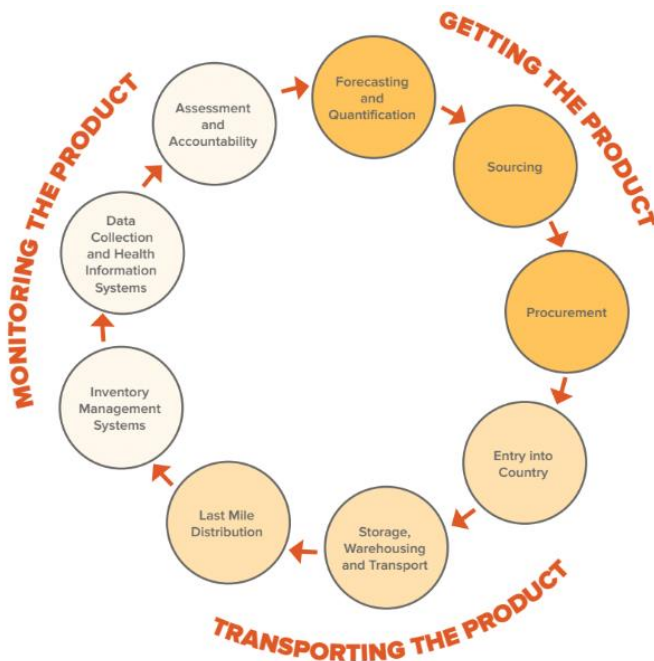 GETTING THE PRODUCT
Forecasting
and
Quantification
Sourcing
Procurement
TRANSPORTING THE PRODUCT
Entry into
Country
Storage,
Warehousing
and Transport
Last Mile
Distribution
MONITORING THE PRODUCT
Inventory
Management
Systems
Data
Collection
and Health
Information
Systems
Assessment
and
Accountability